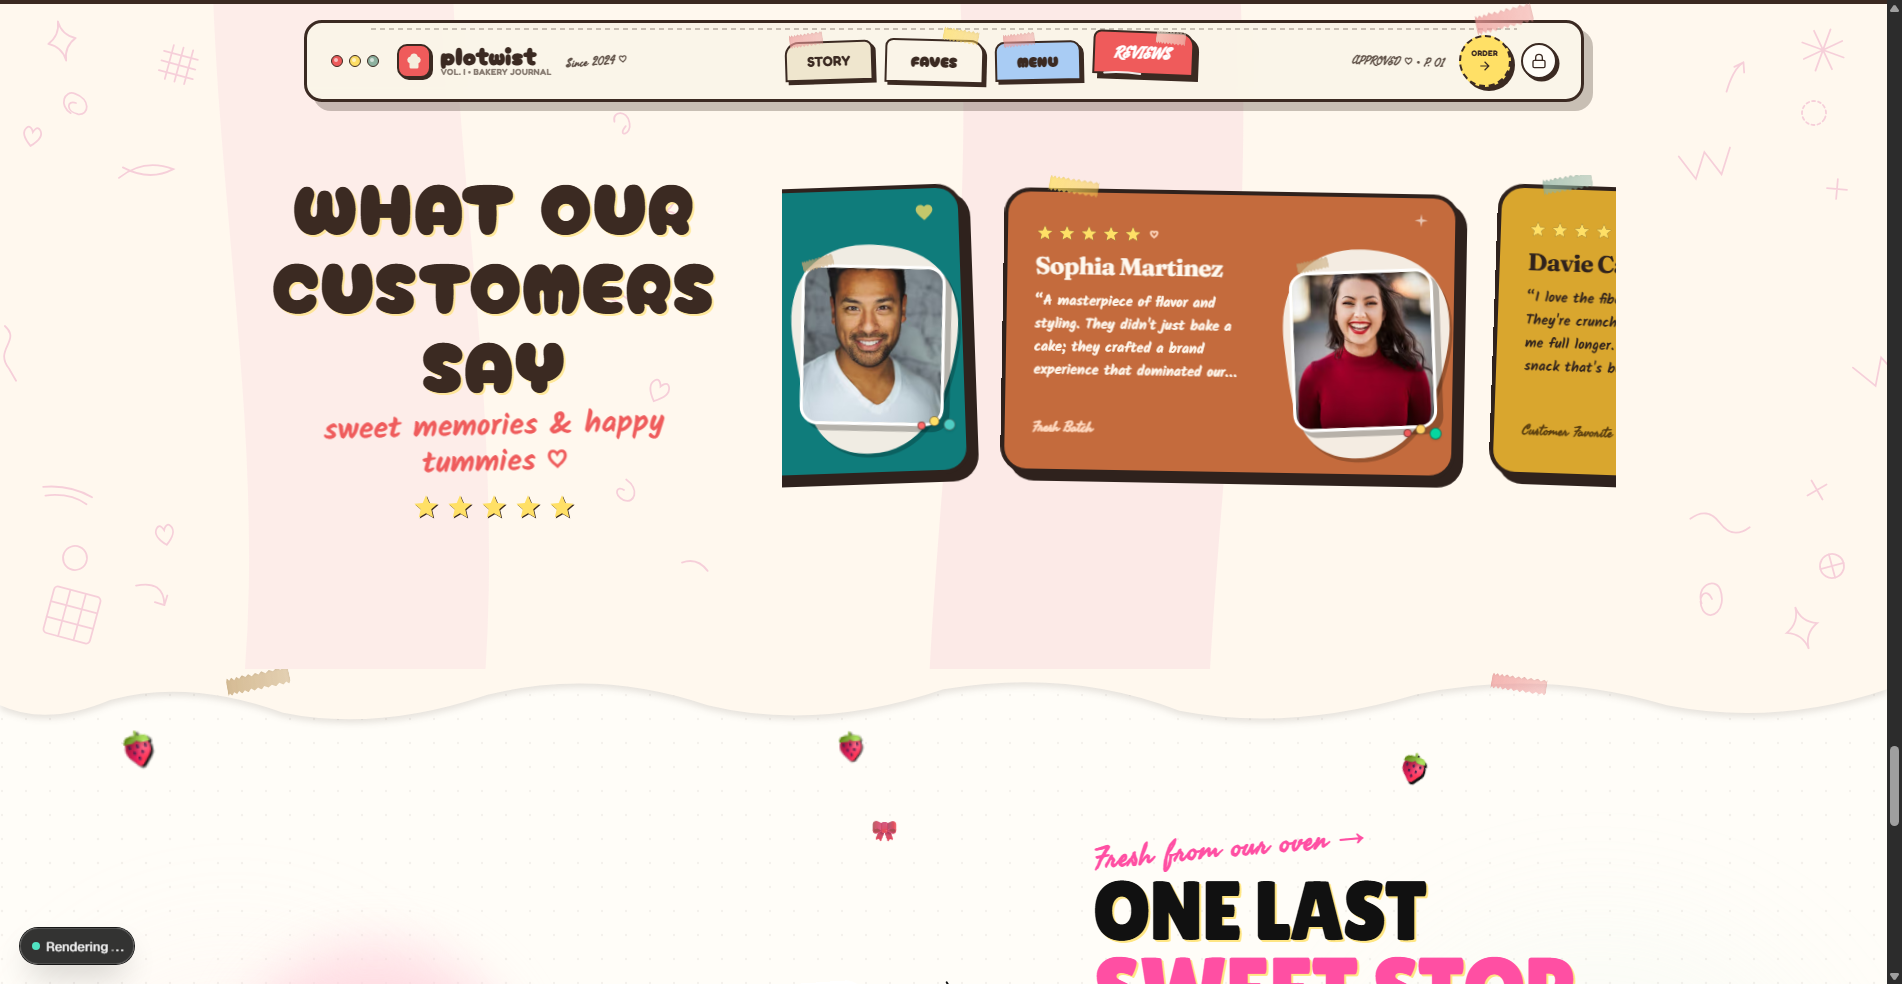 plotwist
VOL. I • BAKERY JOURNAL
Since 2024 ♡
STORY
FAVES
MENU
REVIEWS
APPROVED ♡ • P. 01
ORDER
→
WHAT OUR
CUSTOMERS
SAY
sweet memories & happy
tummies ♡
Sophia Martinez
“A masterpiece of flavor and
styling. They didn't just bake a
cake; they crafted a brand
experience that dominated our...
Fresh Batch
Davie C
“I love the fib
They're crunch
me full longer.
snack that's b
Customer Favorite
Fresh from our oven →
ONE LAST
SWEET STOP
Rendering ...